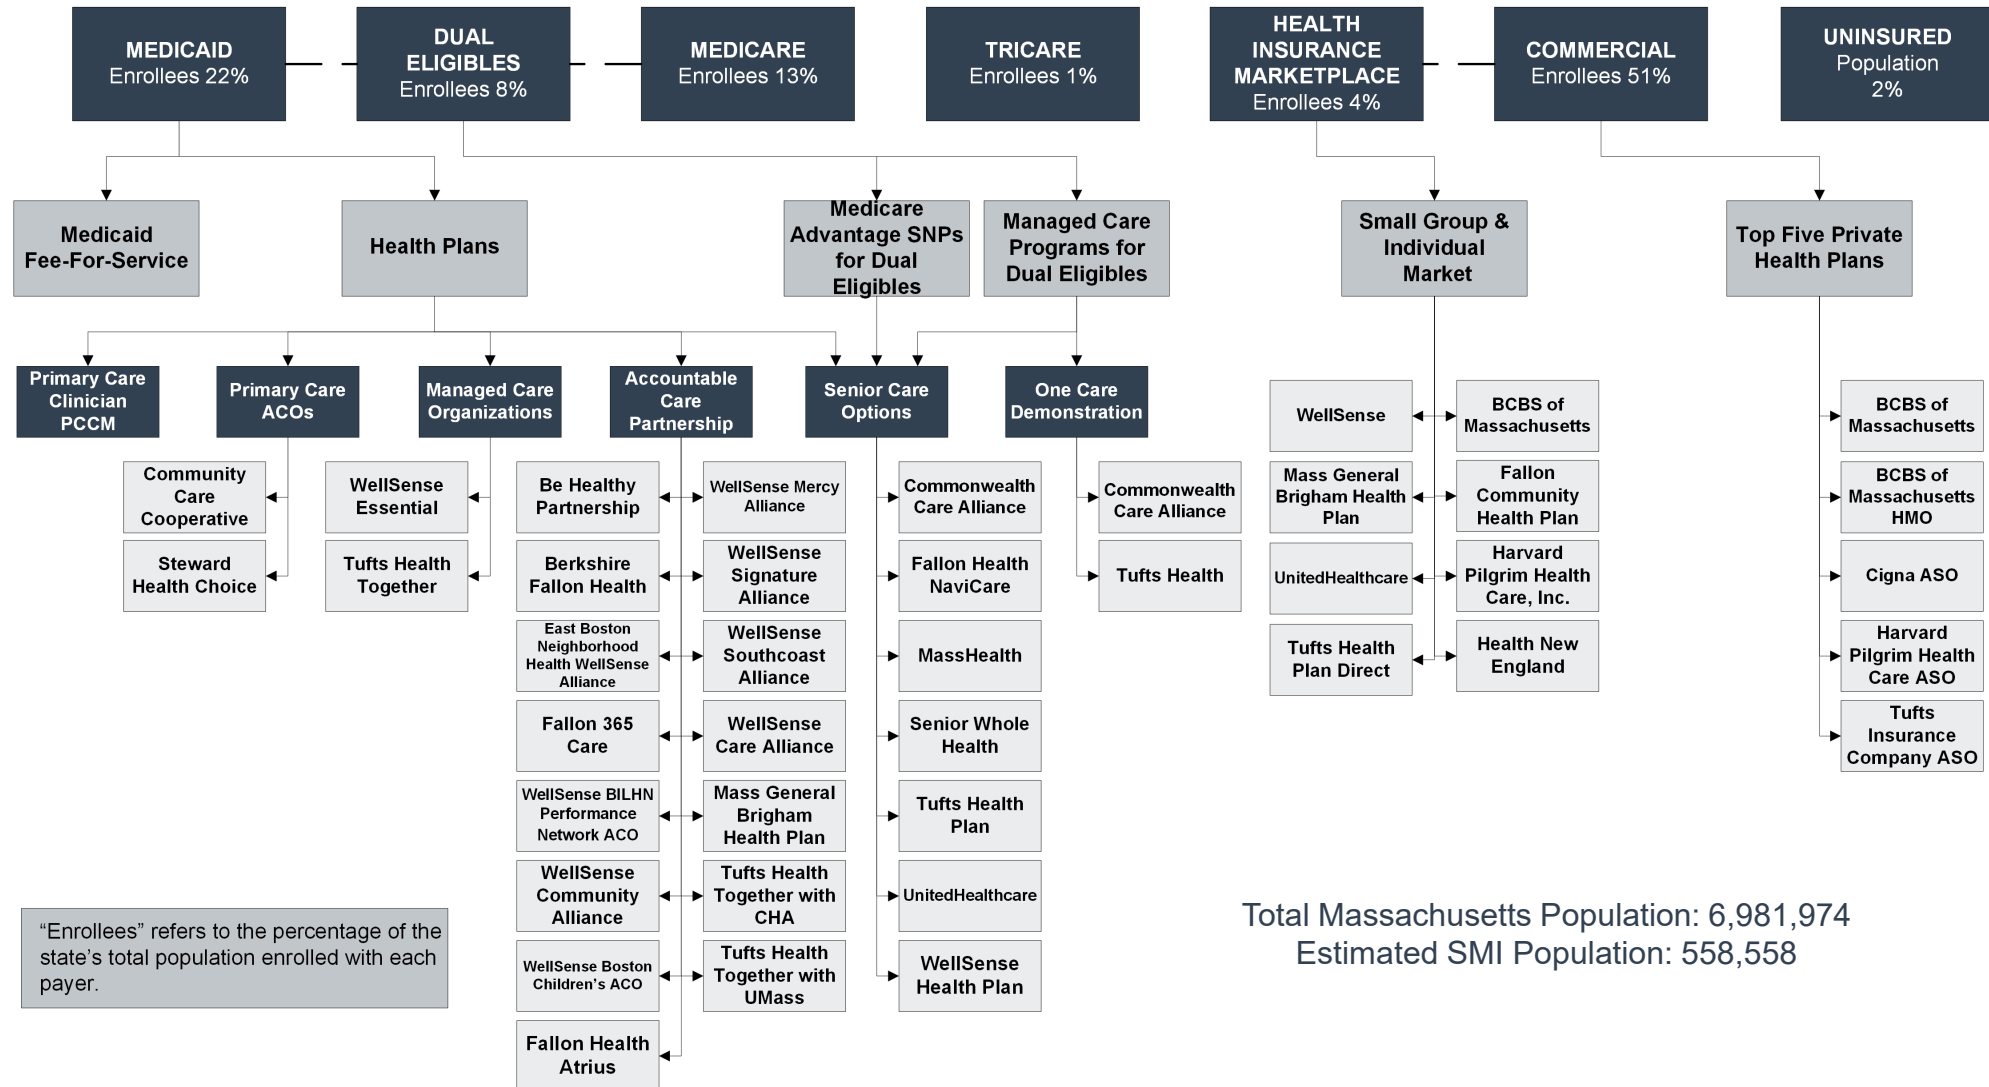 MEDICAID
Enrollees 22%
DUAL
ELIGIBLES
Enrollees 8%
MEDICARE
Enrollees 13%
TRICARE
Enrollees 1%
HEALTH
INSURANCE
MARKETPLACE
Enrollees 4%
COMMERCIAL
Enrollees 51%
UNINSURED
Population
2%
Medicaid
Fee-For-Service
Health Plans
Medicare
Advantage SNPs
for Dual
Eligibles
Managed Care
Programs for
Dual Eligibles
Small Group &
Individual
Market
Top Five Private
Health Plans
Primary Care
Clinician
PCCM
Primary Care
ACOs
Managed Care
Organizations
Accountable
Care
Partnership
Senior Care
Options
One Care
Demonstration
Community
Care
Cooperative
Steward
Health Choice
WellSense
Essential
Tufts Health
Together
Be Healthy
Partnership
Berkshire
Fallon Health
East Boston
Neighborhood
Health WellSense
Alliance
Fallon 365
Care
WellSense BILHN
Performance
Network ACO
WellSense
Community
Alliance
WellSense Boston
Children’s ACO
Fallon Health
Atrius
WellSense Mercy
Alliance
WellSense
Signature
Alliance
WellSense
Southcoast
Alliance
WellSense
Care Alliance
Mass General
Brigham
Health Plan
Tufts Health
Together with
CHA
Tufts Health
Together with
UMass
Commonwealth
Care Alliance
Fallon Health
NaviCare
MassHealth
Senior Whole
Health
Tufts Health
Plan
UnitedHealthcare
WellSense
Health Plan
Commonwealth
Care Alliance
Tufts Health
WellSense
Mass General
Brigham Health
Plan
UnitedHealthcare
Tufts Health
Plan Direct
BCBS of
Massachusetts
Fallon
Community
Health Plan
Harvard
Pilgrim Health
Care, Inc.
Health New
England
BCBS of
Massachusetts
BCBS of
Massachusetts
HMO
Cigna ASO
Harvard
Pilgrim Health
Care ASO
Tufts
Insurance
Company ASO
“Enrollees” refers to the percentage of the
state’s total population enrolled with each
payer.
Total Massachusetts Population: 6,981,974
Estimated SMI Population: 558,558